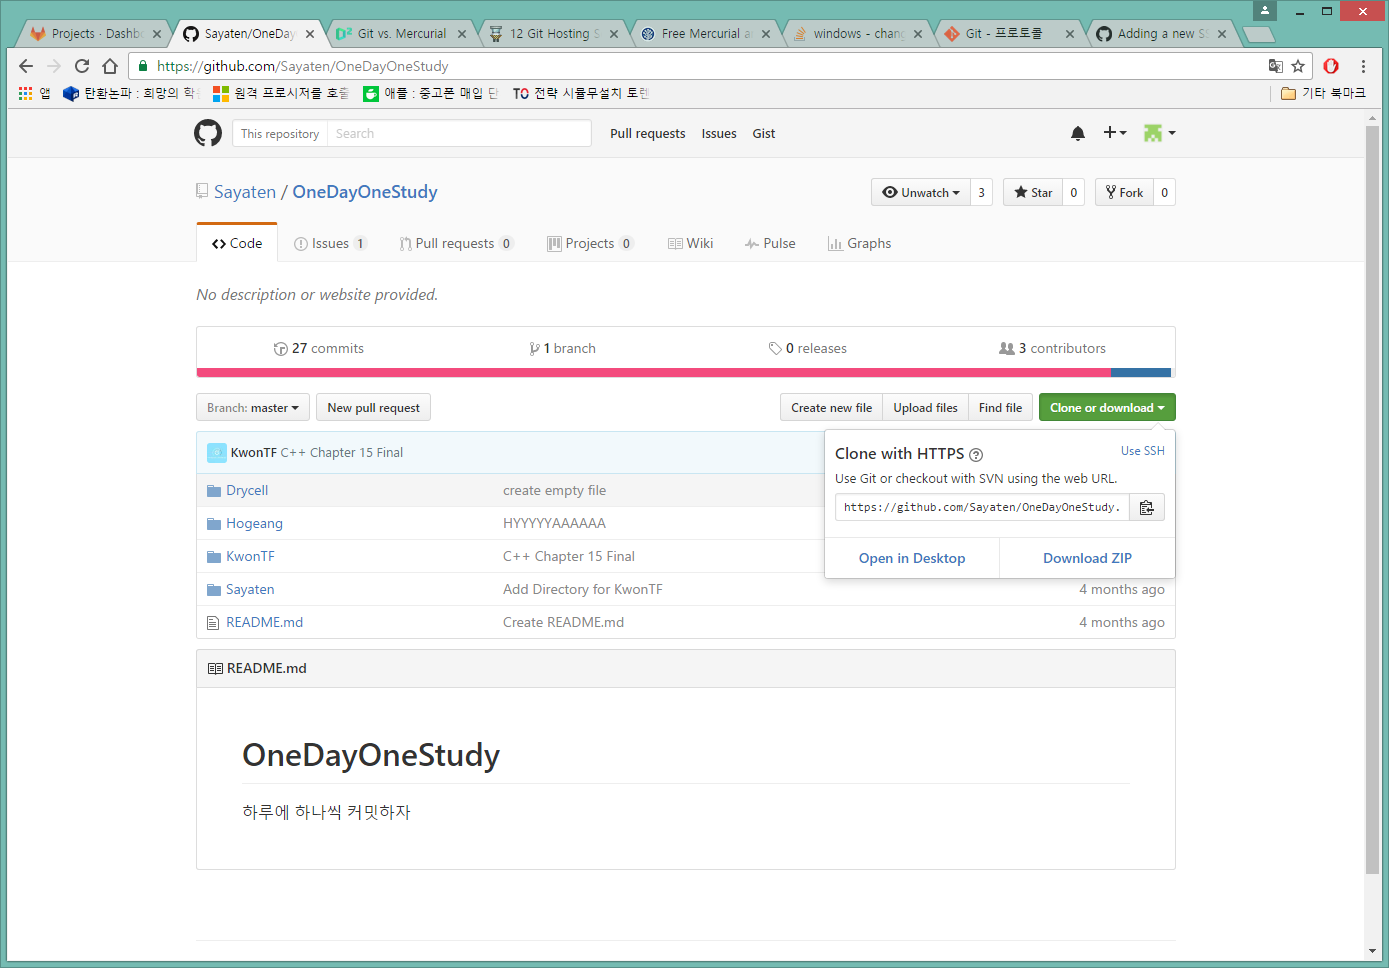 Projects · Dashb
Sayaten/OneDay
Git vs. Mercurial
12 Git Hosting S
Free Mercurial a
windows - chang
Git - 프로토콜
Adding a new S
https://github.com/Sayaten/OneDayOneStudy
앱
탄환논파 : 희망의 학
원격 프로시저를 호출
애플 : 중고폰 매입 단
TO 전략 시뮬무설치 토렌
기타 북마크
This repository
Search
Pull requests
Issues
Gist
Sayaten / OneDayOneStudy
Unwatch 3
Star 0
Fork 0
Code
Issues 1
Pull requests 0
Projects 0
Wiki
Pulse
Graphs
No description or website provided.
27 commits
1 branch
0 releases
3 contributors
Branch: master
New pull request
Create new file
Upload files
Find file
Clone or download
KwonTF C++ Chapter 15 Final
Clone with HTTPS ?
Use SSH
Use Git or checkout with SVN using the web URL.
https://github.com/Sayaten/OneDayOneStudy.
Open in Desktop
Download ZIP
Drycell create empty file
Hogeang HYYYYYAAAAAA
KwonTF C++ Chapter 15 Final
Sayaten Add Directory for KwonTF 4 months ago
README.md Create README.md 4 months ago
README.md
OneDayOneStudy
하루에 하나씩 커밋하자